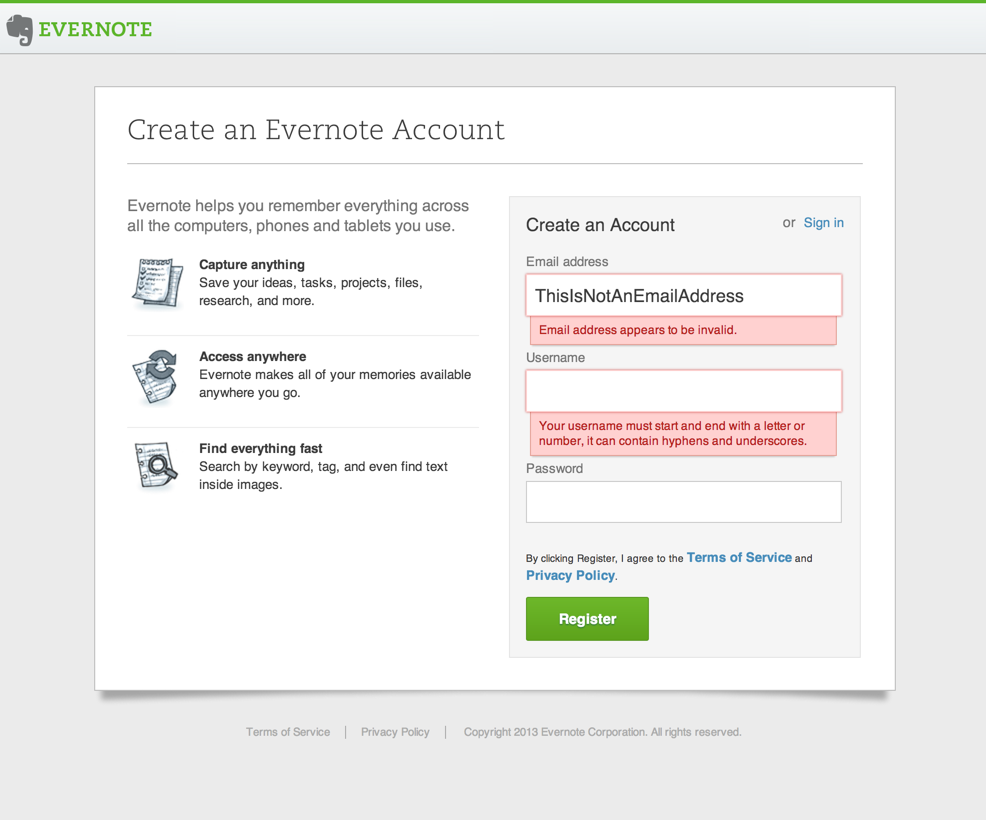 EVERNOTE
Create an Evernote Account
Evernote helps you remember everything across
all the computers, phones and tablets you use.
Capture anything
Save your ideas, tasks, projects, files,
research, and more.
Access anywhere
Evernote makes all of your memories available
anywhere you go.
Find everything fast
Search by keyword, tag, and even find text
inside images.
Create an Account
or Sign in
Email address
ThisIsNotAnEmailAddress
Email address appears to be invalid.
Username
Your username must start and end with a letter or
number, it can contain hyphens and underscores.
Password
By clicking Register, I agree to the Terms of Service and
Privacy Policy.
Register
Terms of Service | Privacy Policy | Copyright 2013 Evernote Corporation. All rights reserved.